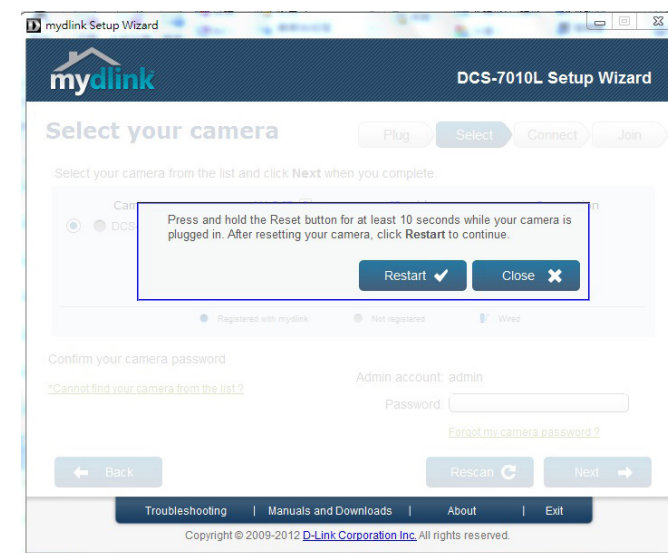 mydlink Setup Wizard
mydlink
DCS-7010L Setup Wizard
Select your camera
Plug
Select
Connect
Join
Select your camera from the list and click Next when you complete.
Press and hold the Reset button for at least 10 seconds while your camera is
plugged in. After resetting your camera, click Restart to continue.
Restart
Close
Registered with mydlink
Not registered
Wired
Confirm your camera password
*Cannot find your camera from the list ?
Admin account: admin
Password:
Forgot my camera password ?
Back
Rescan
Next
Troubleshooting | Manuals and Downloads | About | Exit
Copyright © 2009-2012 D-Link Corporation Inc. All rights reserved.